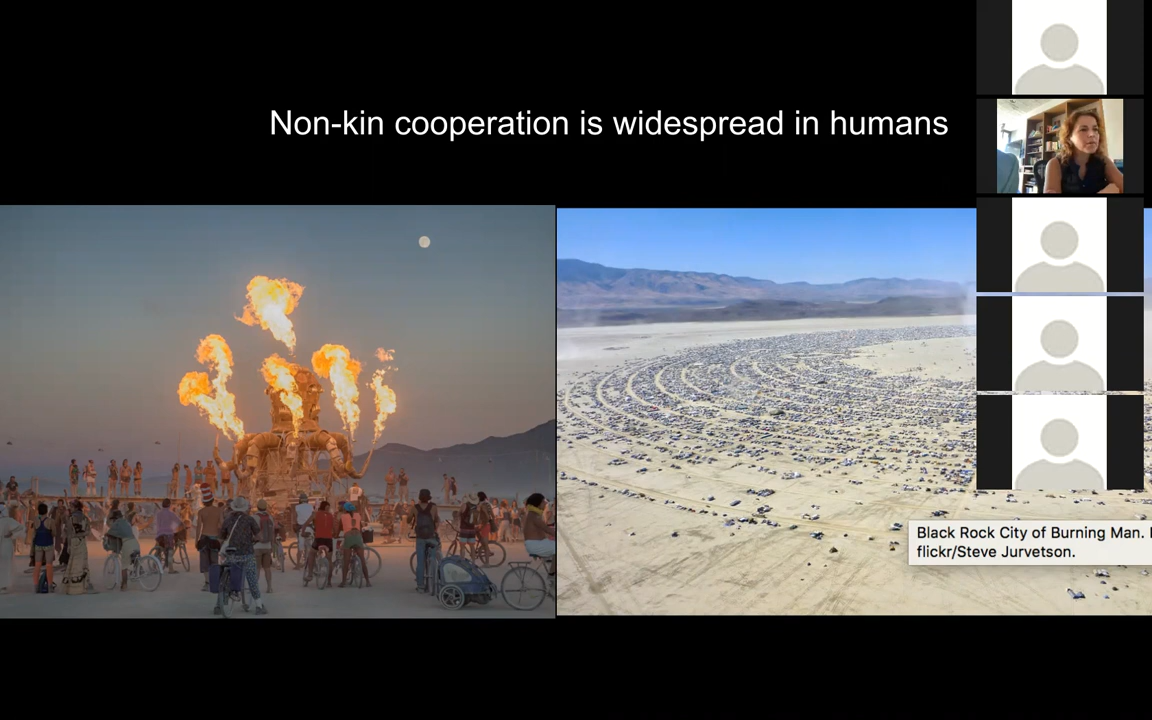 Non-kin cooperation is widespread in humans
Black Rock City of Burning Man.
flickr/Steve Jurvetson.